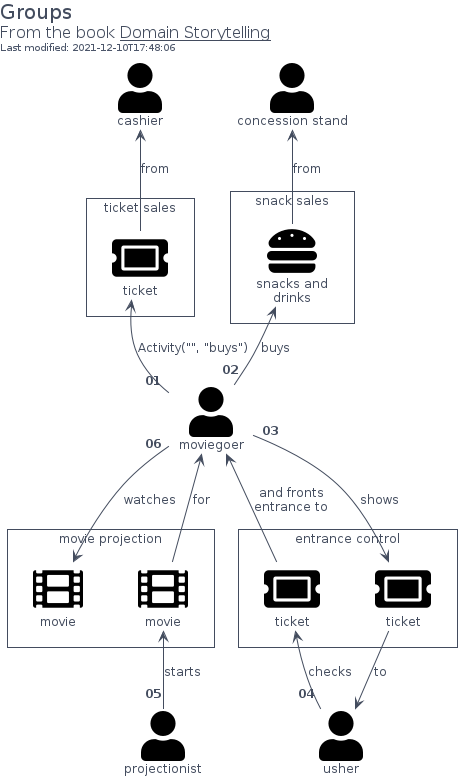 Groups
From the book Domain Storytelling
Last modified: 2021-12-10T17:48:06
cashier
concession stand
from
from
ticket sales
snack sales
ticket
snacks and
drinks
Activity("", "buys")
buys
01
02
moviegoer
03
06
watches
for
and fronts
entrance to
shows
movie projection
entrance control
movie
movie
ticket
ticket
starts
checks
to
05
04
projectionist
usher